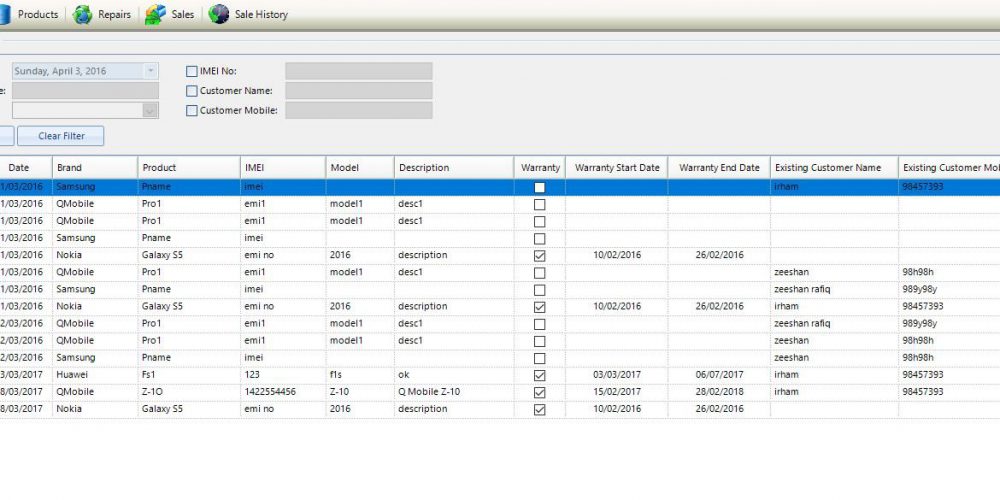 Products Repairs Sales Sale History
Sunday, April 3, 2016 IMEI No:
e: Customer Name:
Customer Mobile:
Clear Filter
Date Brand Product IMEI Model Description Warranty Warranty Start Date Warranty End Date Existing Customer Name Existing Customer Mol
1/03/2016 Samsung Pname imei irham 98457393
1/03/2016 QMobile Pro1 emi1 model1 desc1
1/03/2016 QMobile Pro1 emi1 model1 desc1
1/03/2016 Samsung Pname imei
1/03/2016 Nokia Galaxy S5 emi no 2016 description 10/02/2016 26/02/2016
1/03/2016 QMobile Pro1 emi1 model1 desc1 zeeshan 98h98h
1/03/2016 Samsung Pname imei zeeshan rafiq 989y98y
1/03/2016 Nokia Galaxy S5 emi no 2016 description 10/02/2016 26/02/2016 irham 98457393
2/03/2016 QMobile Pro1 emi1 model1 desc1 zeeshan rafiq 989y98y
2/03/2016 QMobile Pro1 emi1 model1 desc1 zeeshan 98h98h
2/03/2016 Samsung Pname imei zeeshan 98h98h
3/03/2017 Huawei Fs1 123 f1s ok 03/03/2017 06/07/2017 irham 98457393
8/03/2017 QMobile Z-1O 1422554456 Z-10 Q Mobile Z-10 15/02/2017 28/02/2018 irham 98457393
8/03/2017 Nokia Galaxy S5 emi no 2016 description 10/02/2016 26/02/2016